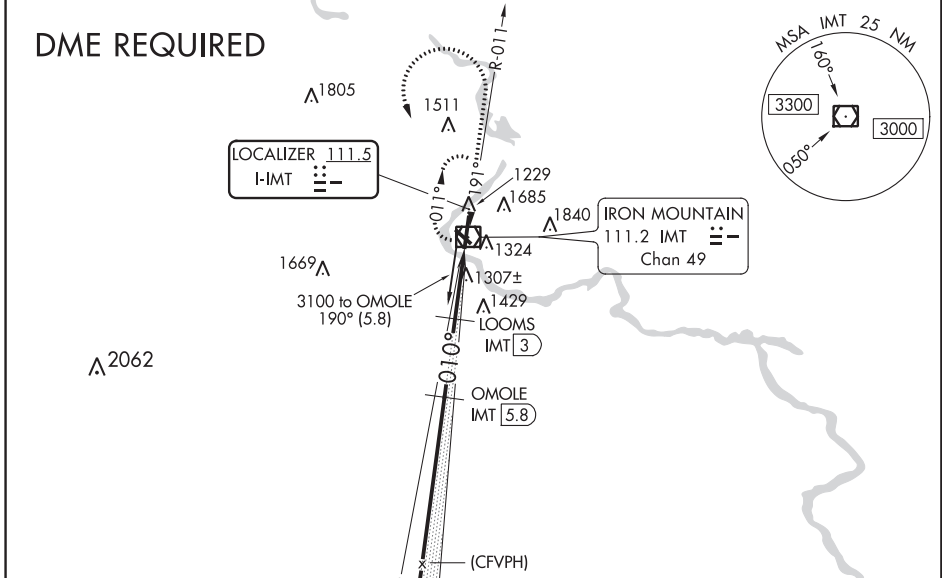 DME REQUIRED
R-011
MSA IMT 25 NM
160°
3300
3000
050°
1805
1511
LOCALIZER 111.5
I-IMT
191°
011°
1229
1685
1840
IRON MOUNTAIN
111.2 IMT
Chan 49
1324
1669
1307±
3100 to OMOLE
190° (5.8)
1429
LOOMS
IMT 3
2062
010°
OMOLE
IMT 5.8
x
(CFVPH)